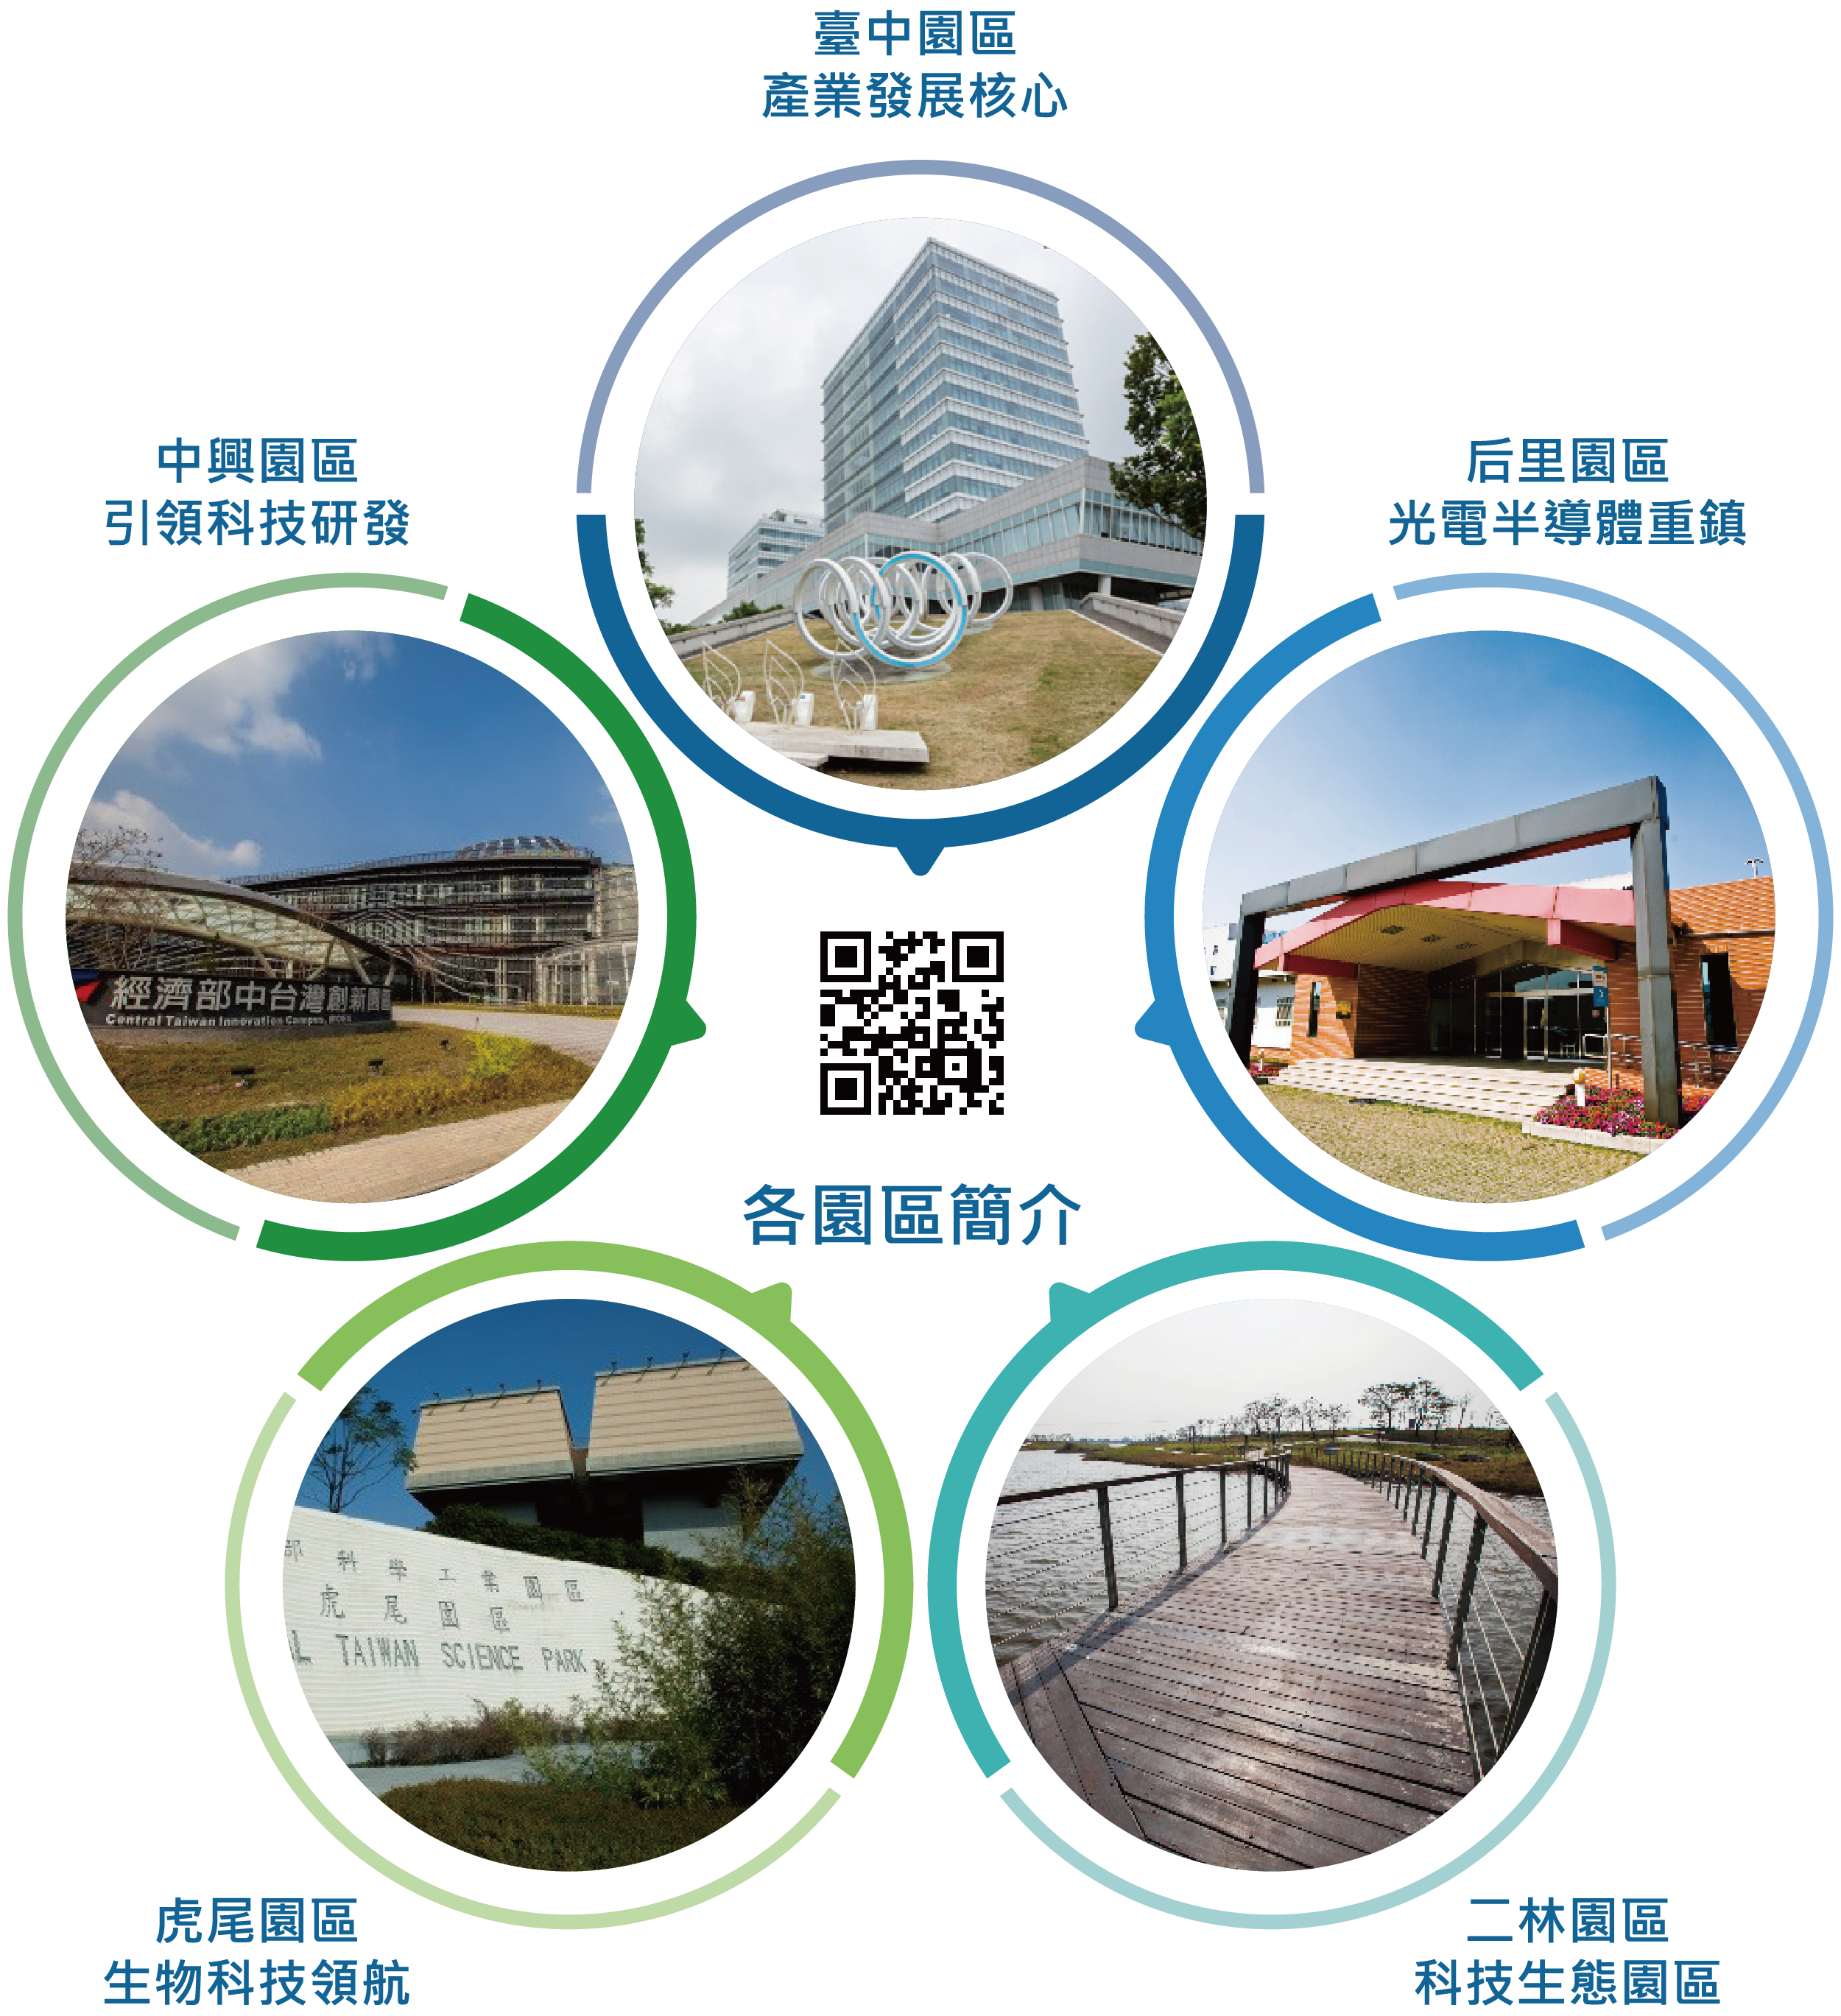 臺中園區
產業發展核心
中興園區
引領科技研發
后里園區
光電半導體重鎮
經濟部中台灣創新園區
Central Taiwan Innovation Campus, MOEA
各園區簡介
部 科 學 工 業 園 區
虎 尾 園 區
AL TAIWAN SCIENCE PARK
虎尾園區
生物科技領航
二林園區
科技生態園區